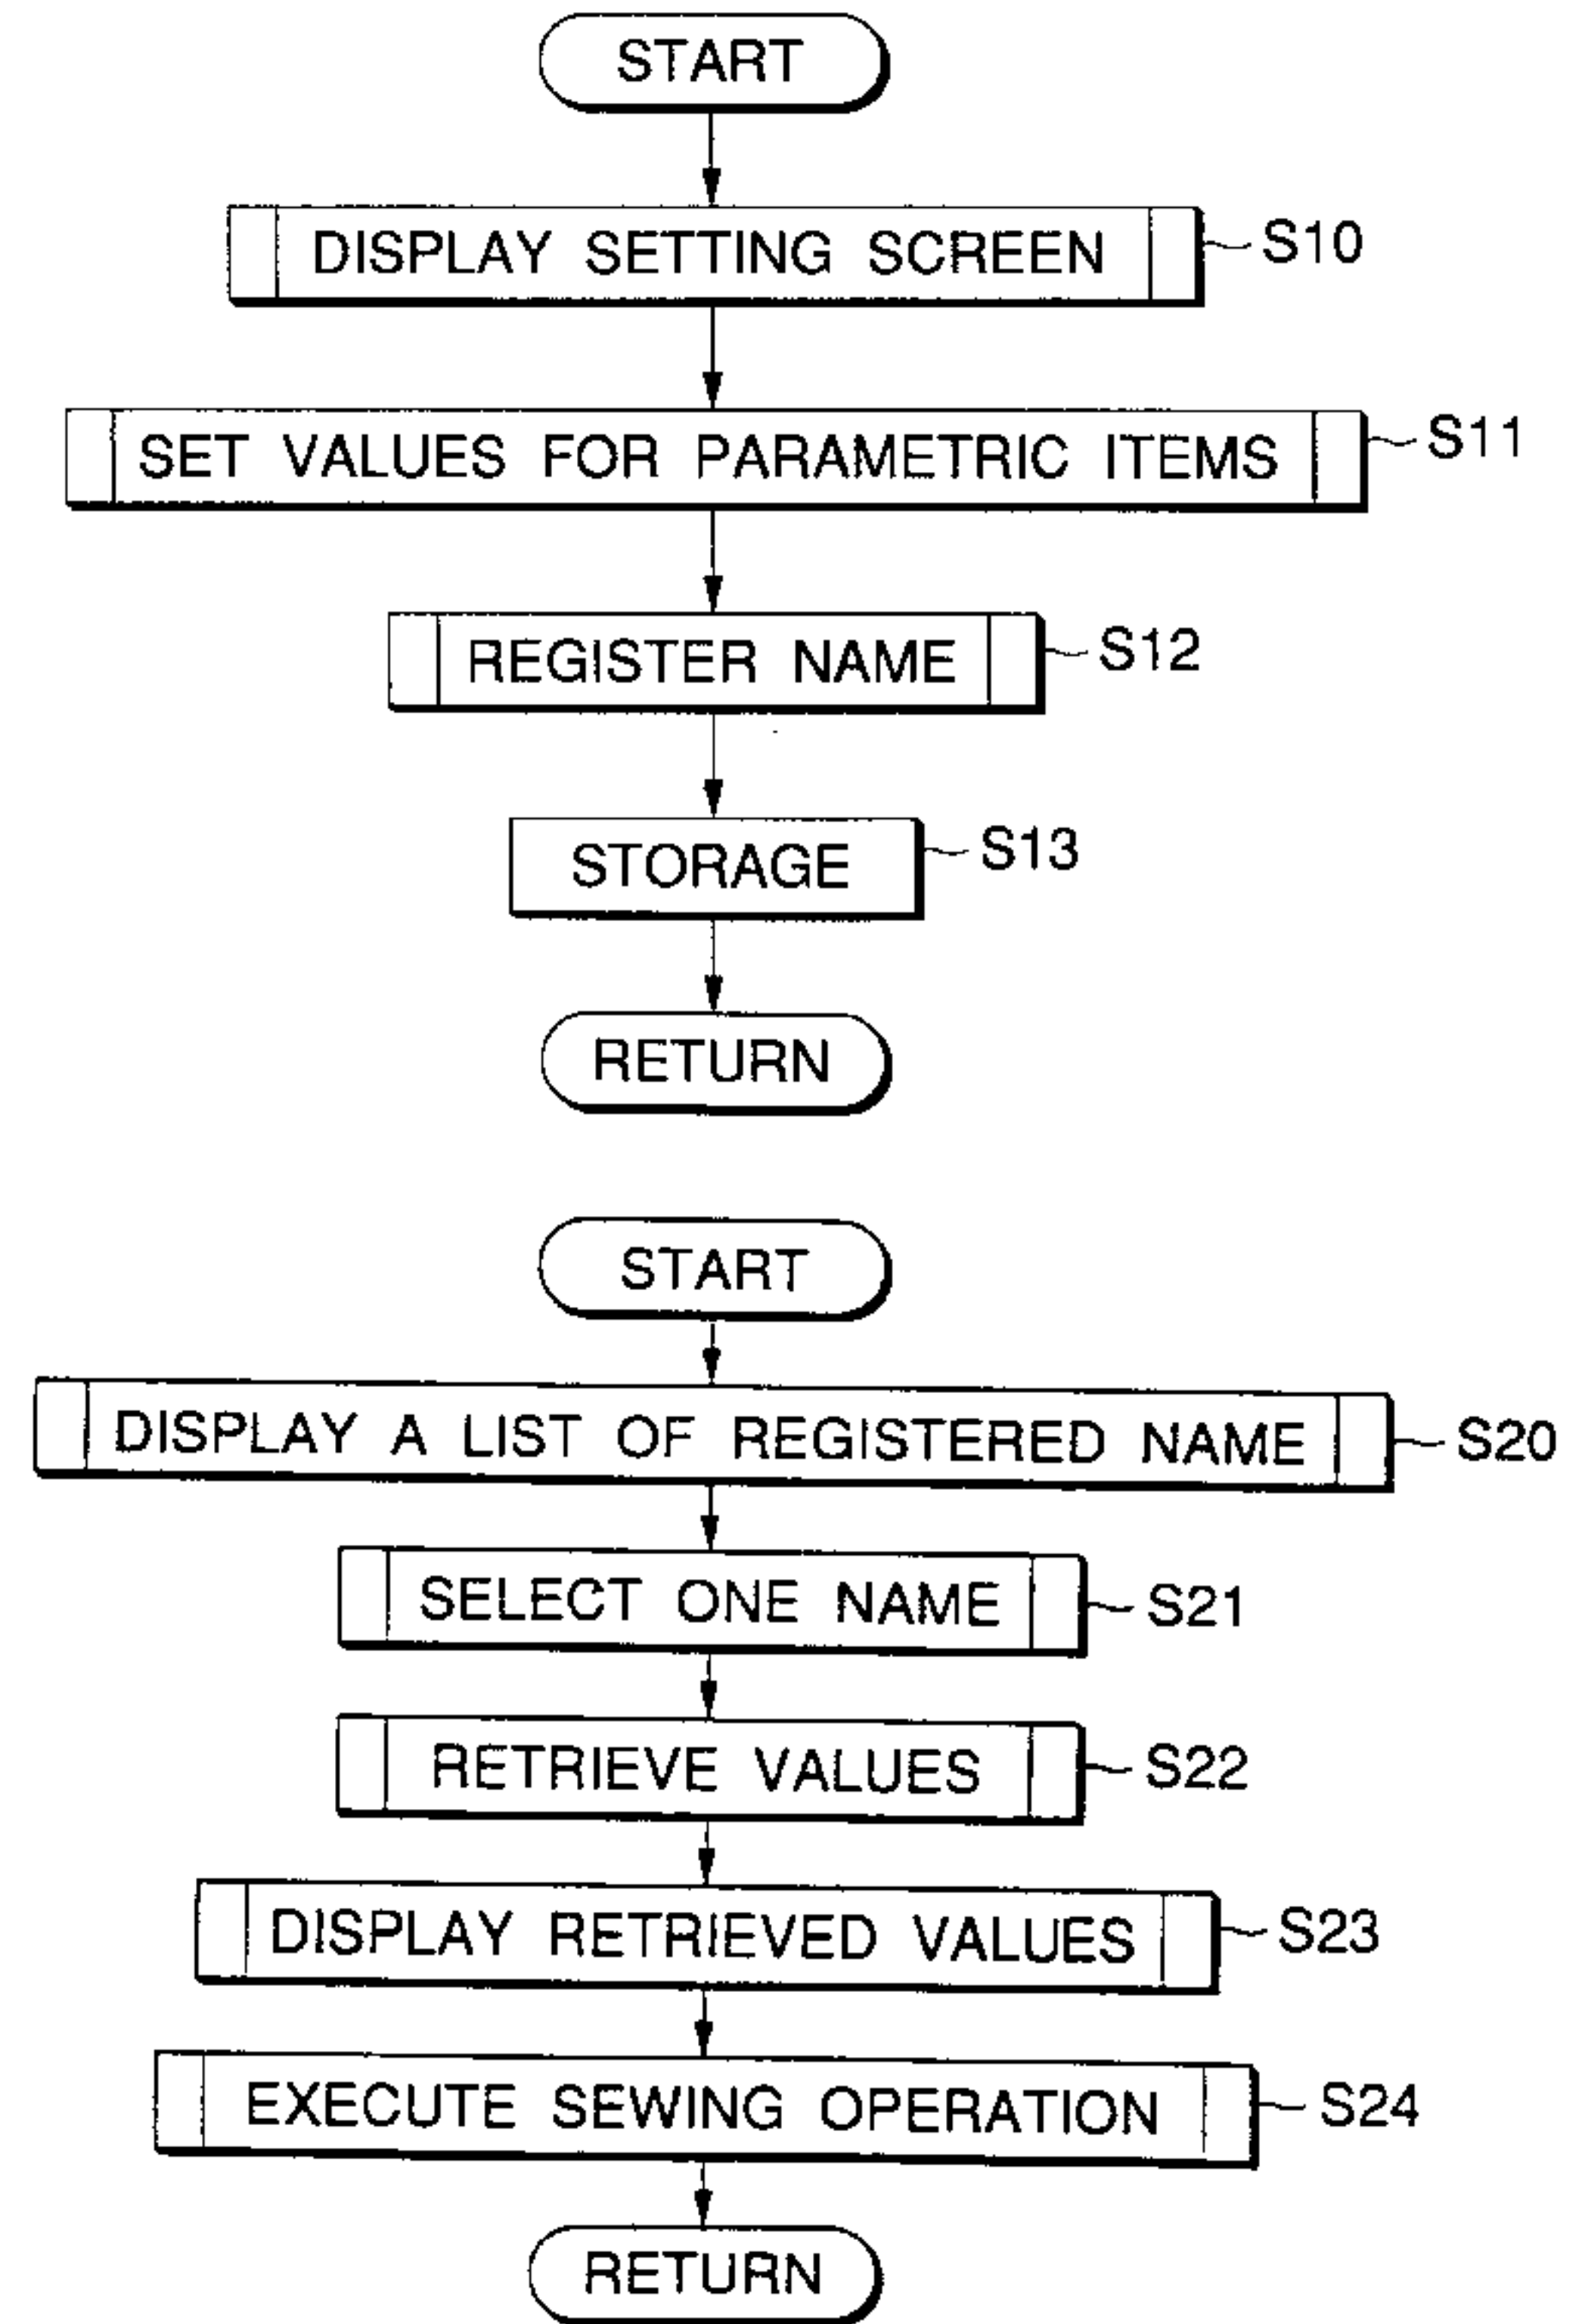 START
DISPLAY SETTING SCREEN S10
SET VALUES FOR PARAMETRIC ITEMS S11
REGISTER NAME S12
STORAGE S13
RETURN
START
DISPLAY A LIST OF REGISTERED NAME S20
SELECT ONE NAME S21
RETRIEVE VALUES S22
DISPLAY RETRIEVED VALUES S23
EXECUTE SEWING OPERATION S24
RETURN